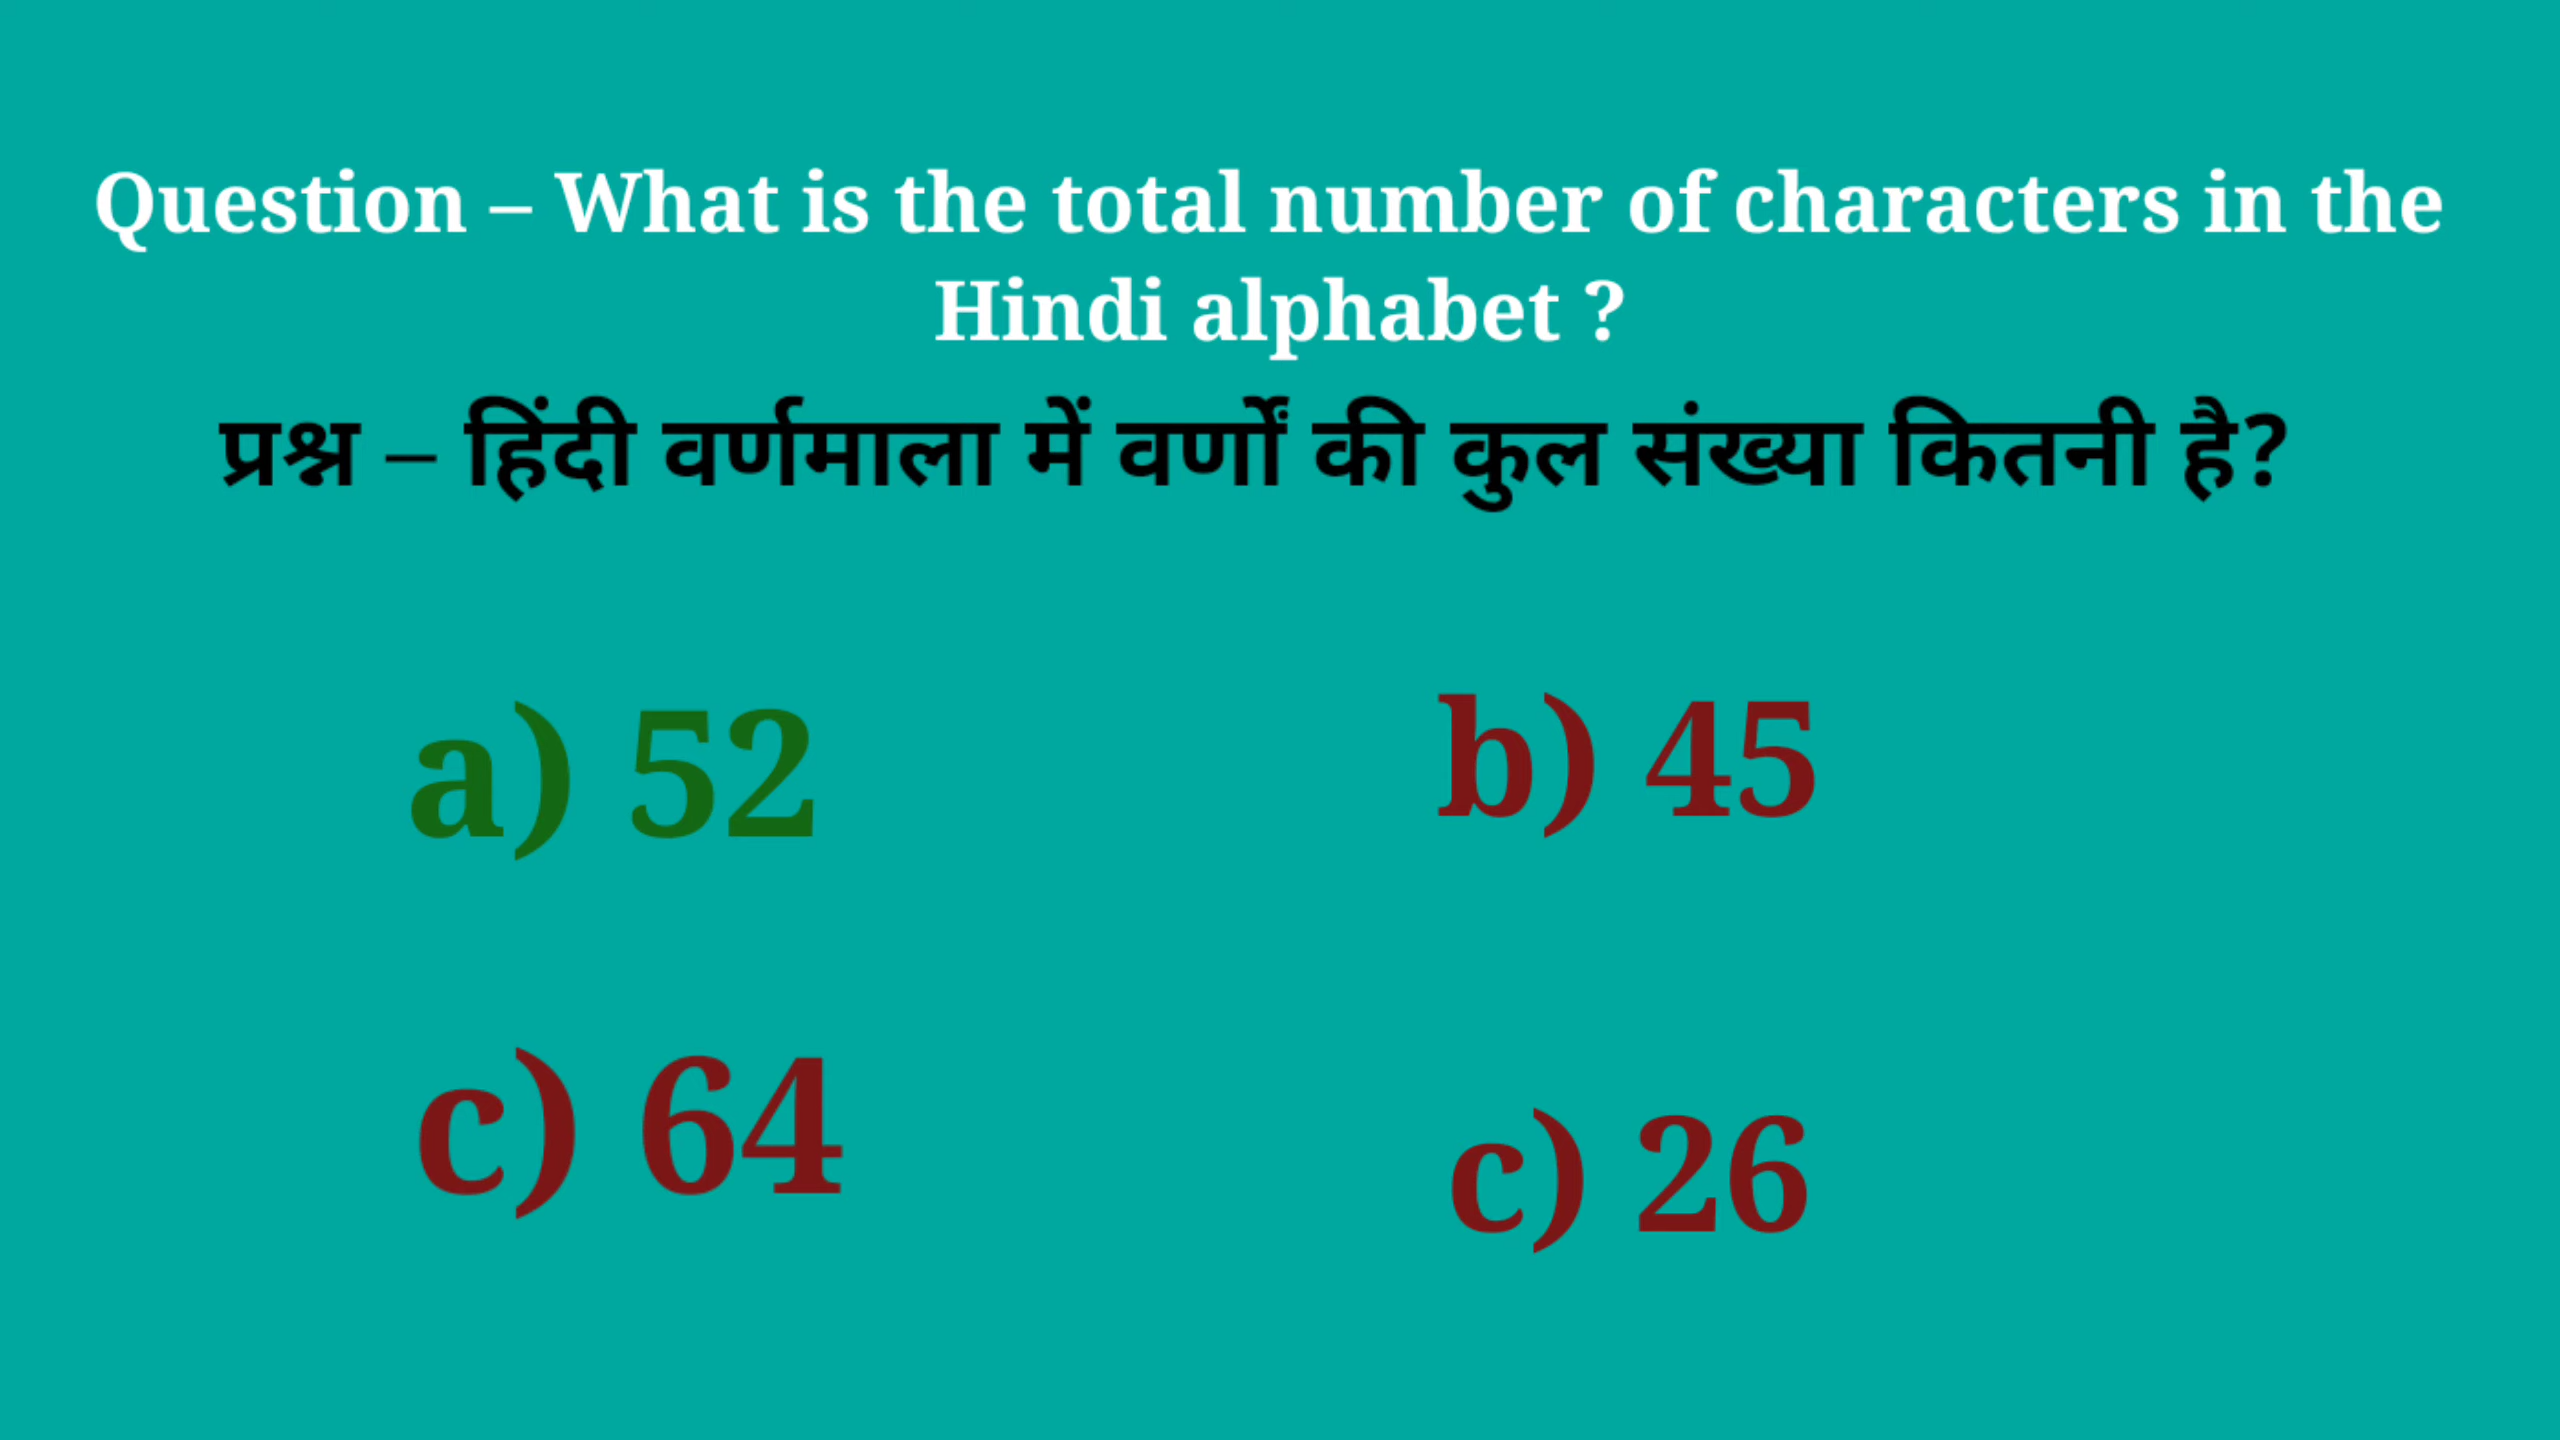 Question – What is the total number of characters in the
Hindi alphabet ?
प्रश्न – हिंदी वर्णमाला में वर्णों की कुल संख्या कितनी है?
a) 52
b) 45
c) 64
c) 26